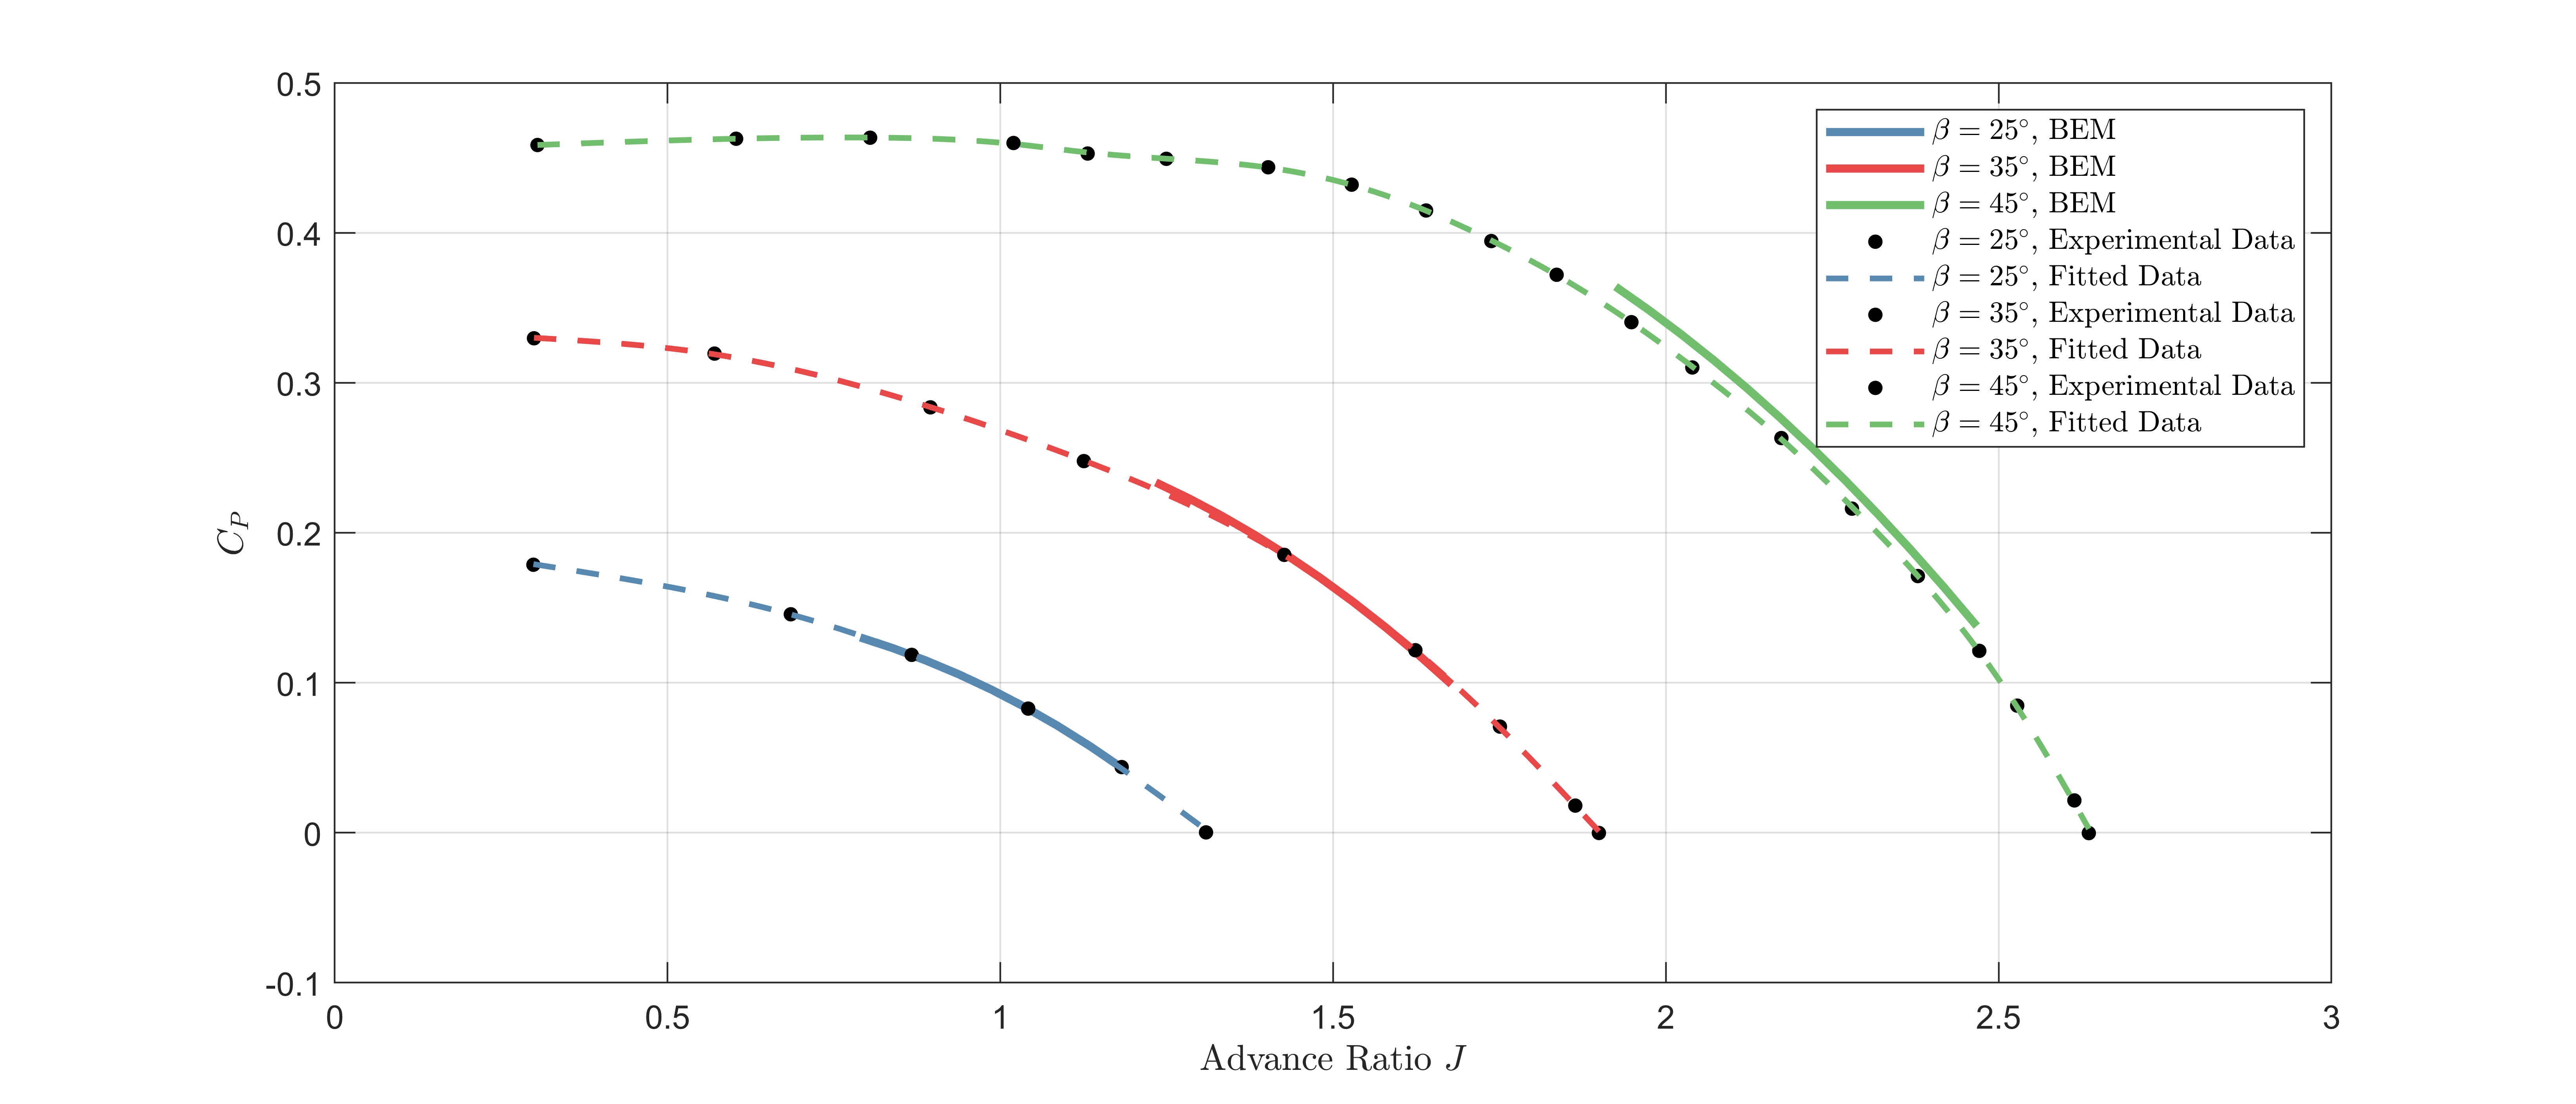 0.5
0.4
0.3
0.2
0.1
0
-0.1
C_P
0
0.5
1
1.5
2
2.5
3
Advance Ratio J
β = 25°, BEM
β = 35°, BEM
β = 45°, BEM
β = 25°, Experimental Data
β = 25°, Fitted Data
β = 35°, Experimental Data
β = 35°, Fitted Data
β = 45°, Experimental Data
β = 45°, Fitted Data